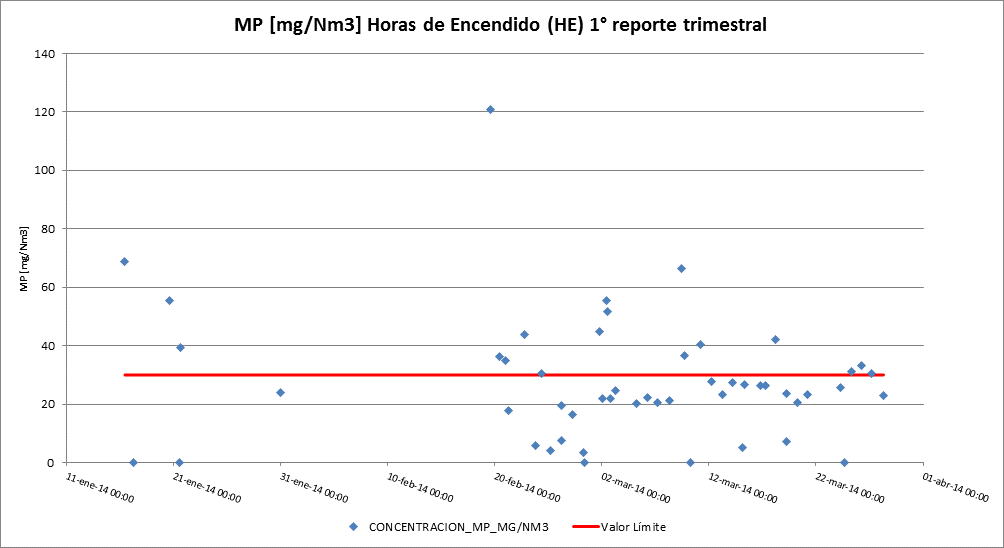 MP [mg/Nm3] Horas de Encendido (HE) 1° reporte trimestral
140
120
100
80
60
40
20
0
MP [mg/Nm3]
11-ene-14 00:00
21-ene-14 00:00
31-ene-14 00:00
10-feb-14 00:00
20-feb-14 00:00
02-mar-14 00:00
12-mar-14 00:00
22-mar-14 00:00
01-abr-14 00:00
CONCENTRACION_MP_MG/NM3
Valor Límite